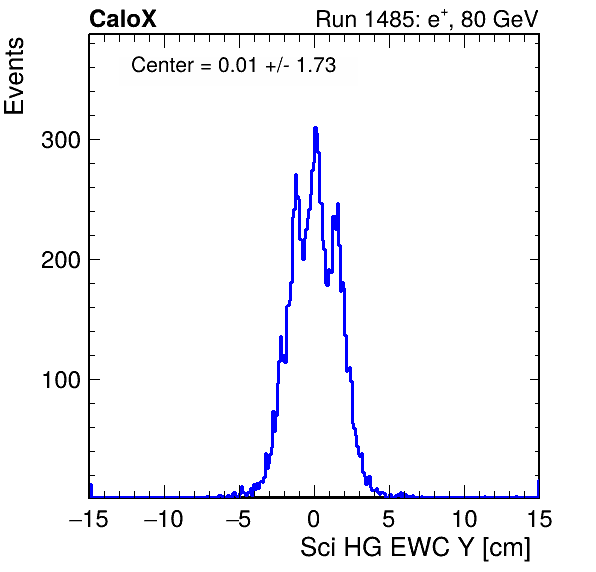 CaloX Run 1485: e⁺, 80 GeV
Center = 0.01 +/- 1.73
Events
300
200
100
−15 −10 −5 0 5 10 15
Sci HG EWC Y [cm]